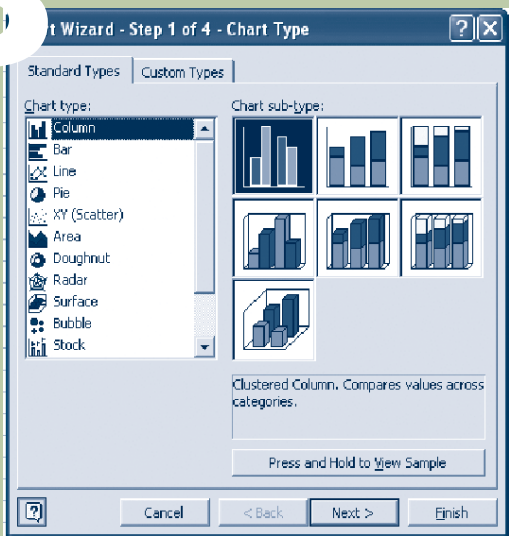 t Wizard - Step 1 of 4 - Chart Type
Standard Types
Custom Types
Chart type:
Column
Bar
Line
Pie
XY (Scatter)
Area
Doughnut
Radar
Surface
Bubble
Stock
Chart sub-type:
Clustered Column. Compares values across
categories.
Press and Hold to View Sample
Cancel
< Back
Next >
Finish